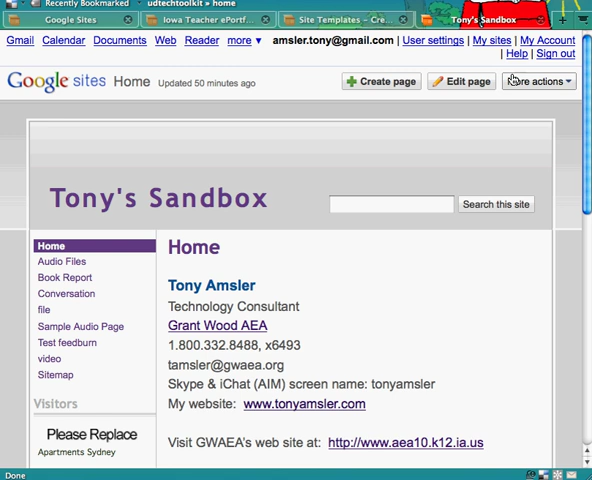 Recently Bookmarked
udtechtoolkit » home
Google Sites
Iowa Teacher ePortf...
Site Templates - Cre...
Tony's Sandbox
Gmail Calendar Documents Web Reader more ▼ amsler.tony@gmail.com | User settings | My sites | My Account
| Help | Sign out
Google sites Home Updated 50 minutes ago
Create page
Edit page
More actions
Tony's Sandbox
Search this site
Home
Audio Files
Book Report
Conversation
file
Sample Audio Page
Test feedburn
video
Sitemap
Visitors
Please Replace
Apartments Sydney
Home
Tony Amsler
Technology Consultant
Grant Wood AEA
1.800.332.8488, x6493
tamsler@gwaea.org
Skype & iChat (AIM) screen name: tonyamsler
My website: www.tonyamsler.com
Visit GWAEA's web site at: http://www.aea10.k12.ia.us
Done